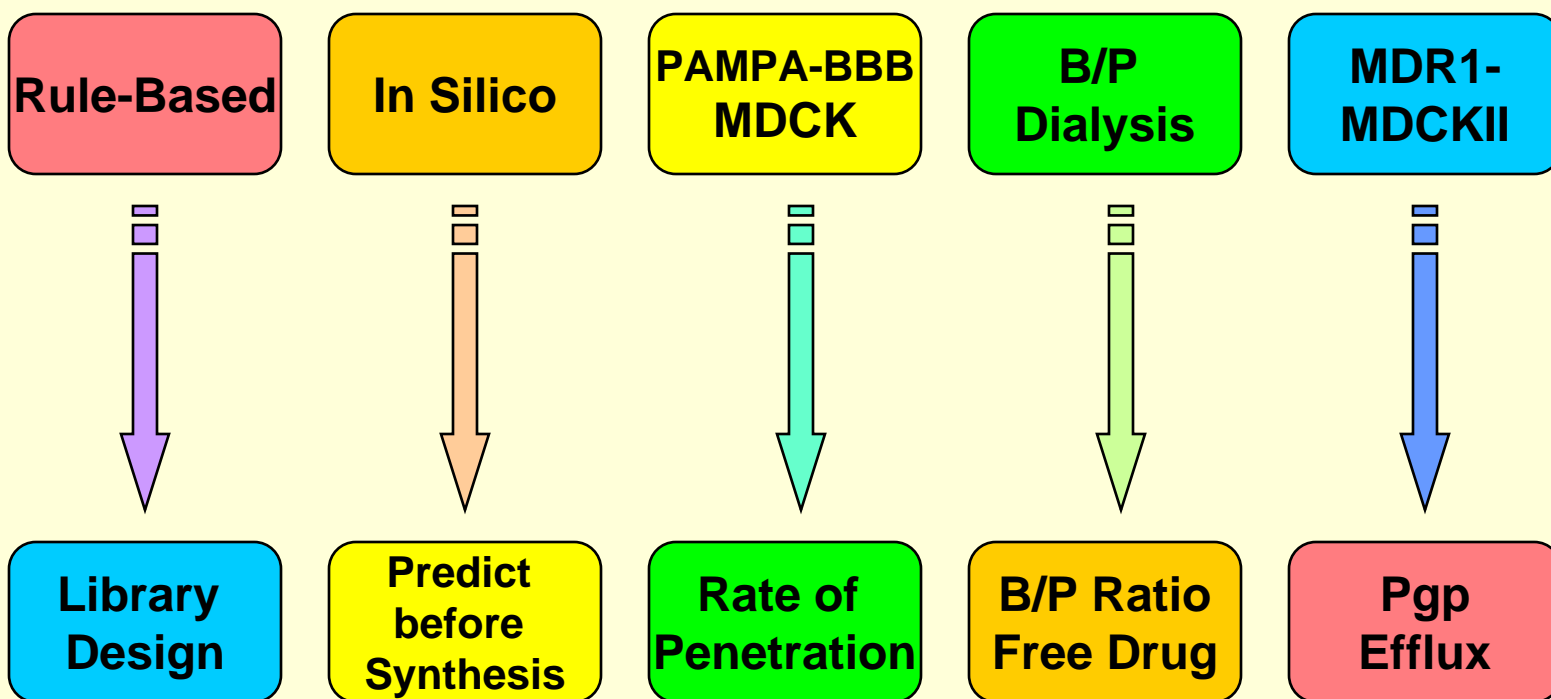 Rule-Based
In Silico
PAMPA-BBB
MDCK
B/P
Dialysis
MDR1-
MDCKII
Library
Design
Predict
before
Synthesis
Rate of
Penetration
B/P Ratio
Free Drug
Pgp
Efflux